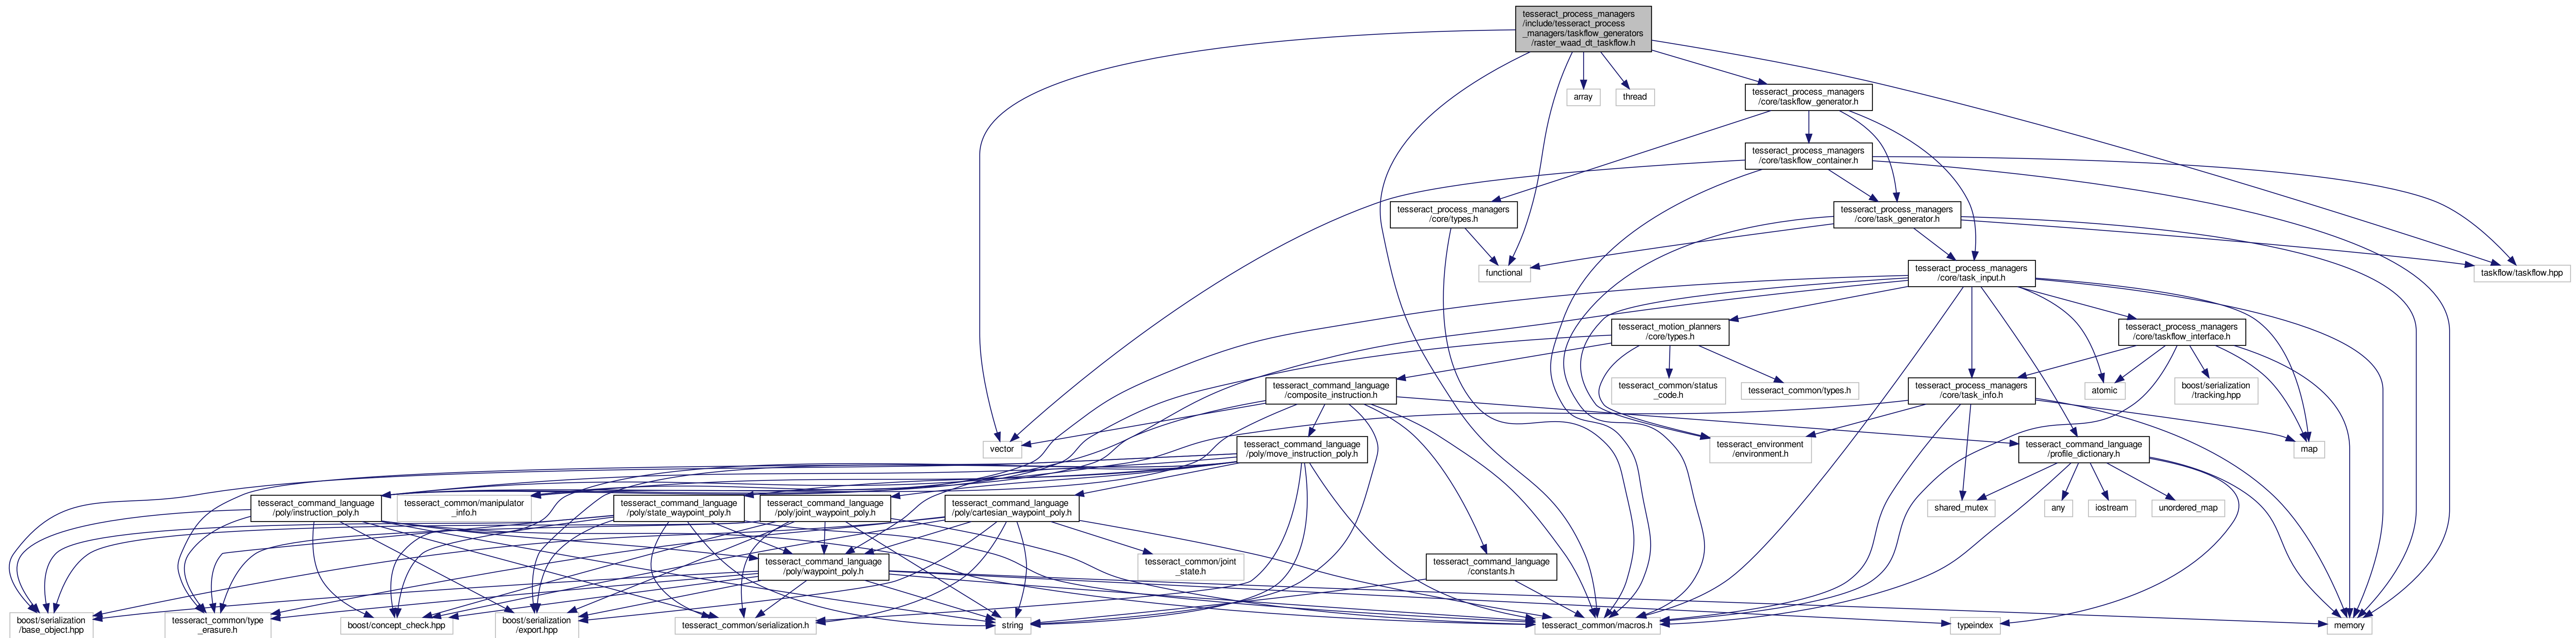 tesseract_process_managers
/include/tesseract_process
_managers/taskflow_generators
/raster_waad_dt_taskflow.h
array
thread
tesseract_process_managers
/core/taskflow_generator.h
tesseract_process_managers
/core/taskflow_container.h
tesseract_process_managers
/core/types.h
tesseract_process_managers
/core/task_generator.h
functional
tesseract_process_managers
/core/task_input.h
taskflow/taskflow.hpp
tesseract_motion_planners
/core/types.h
tesseract_process_managers
/core/taskflow_interface.h
tesseract_command_language
/composite_instruction.h
tesseract_common/status
_code.h
tesseract_common/types.h
tesseract_process_managers
/core/task_info.h
atomic
boost/serialization
/tracking.hpp
vector
tesseract_command_language
/poly/move_instruction_poly.h
tesseract_environment
/environment.h
tesseract_command_language
/profile_dictionary.h
map
tesseract_command_language
/poly/instruction_poly.h
tesseract_common/manipulator
_info.h
tesseract_command_language
/poly/state_waypoint_poly.h
tesseract_command_language
/poly/joint_waypoint_poly.h
tesseract_command_language
/poly/cartesian_waypoint_poly.h
shared_mutex
any
iostream
unordered_map
tesseract_command_language
/poly/waypoint_poly.h
tesseract_common/joint
_state.h
tesseract_command_language
/constants.h
boost/serialization
/base_object.hpp
tesseract_common/type
_erasure.h
boost/concept_check.hpp
boost/serialization
/export.hpp
tesseract_common/serialization.h
string
tesseract_common/macros.h
typeindex
memory